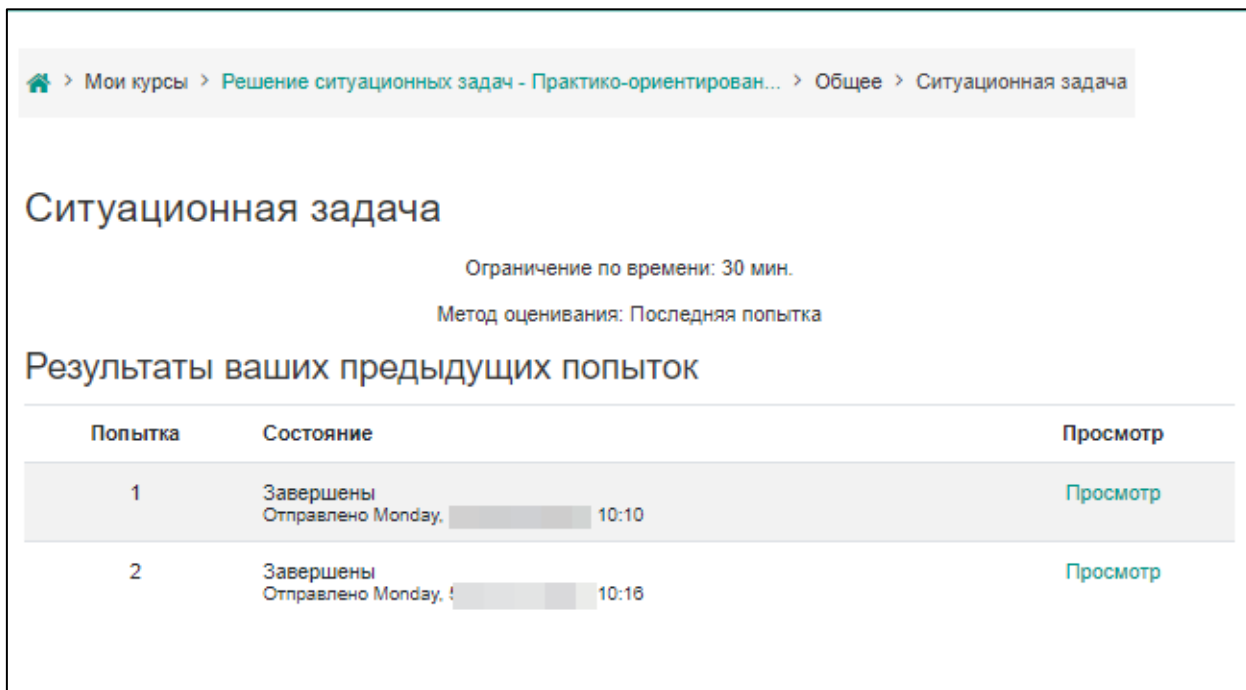 > Мои курсы > Решение ситуационных задач - Практико-ориентирован... > Общее > Ситуационная задача
Ситуационная задача
Ограничение по времени: 30 мин.
Метод оценивания: Последняя попытка
Результаты ваших предыдущих попыток
Попытка Состояние Просмотр
1 Завершены Просмотр
Отправлено Monday, 10:10
2 Завершены Просмотр
Отправлено Monday, 10:16